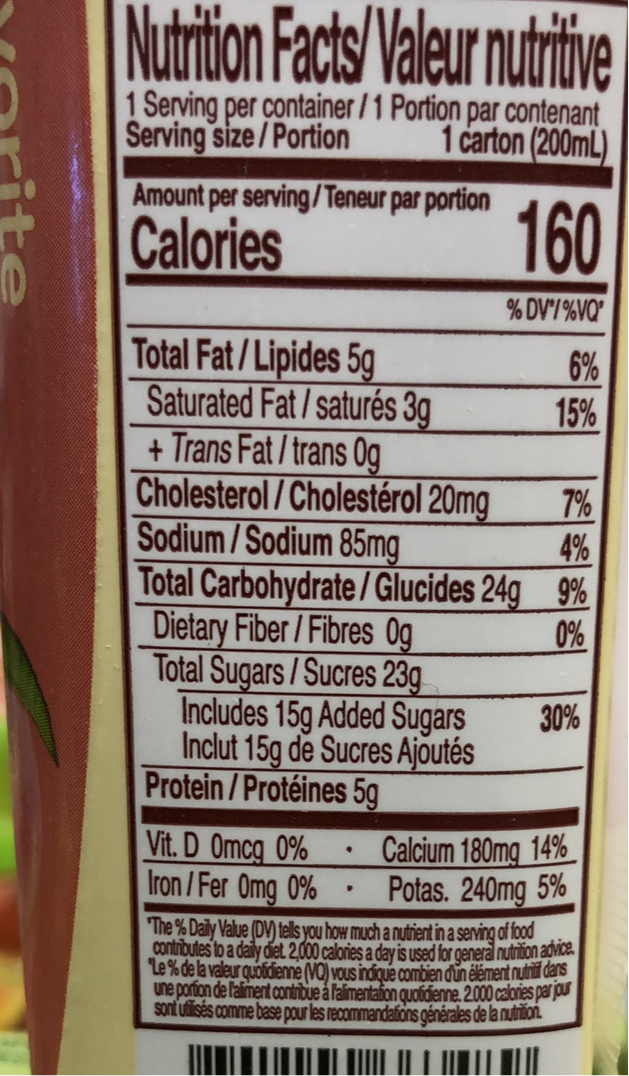 vorite
Nutrition Facts/Valeur nutritive
1 Serving per container / 1 Portion par contenant
Serving size / Portion 1 carton (200mL)
Amount per serving / Teneur par portion
Calories 160
% DV*/%VQ*
Total Fat / Lipides 5g 6%
Saturated Fat / saturés 3g 15%
+ Trans Fat / trans 0g
Cholesterol / Cholestérol 20mg 7%
Sodium / Sodium 85mg 4%
Total Carbohydrate / Glucides 24g 9%
Dietary Fiber / Fibres 0g 0%
Total Sugars / Sucres 23g
Includes 15g Added Sugars 30%
Inclut 15g de Sucres Ajoutés
Protein / Protéines 5g
Vit. D 0mcg 0% • Calcium 180mg 14%
Iron / Fer 0mg 0% • Potas. 240mg 5%
*The % Daily Value (DV) tells you how much a nutrient in a serving of food
contributes to a daily diet. 2,000 calories a day is used for general nutrition advice.
*Le % de la valeur quotidienne (VQ) vous indique combien d'un élément nutritif dans
une portion de l'aliment contribue à l'alimentation quotidienne. 2.000 calories par jour
sont utilisés comme base pour les recommandations générales de la nutrition.